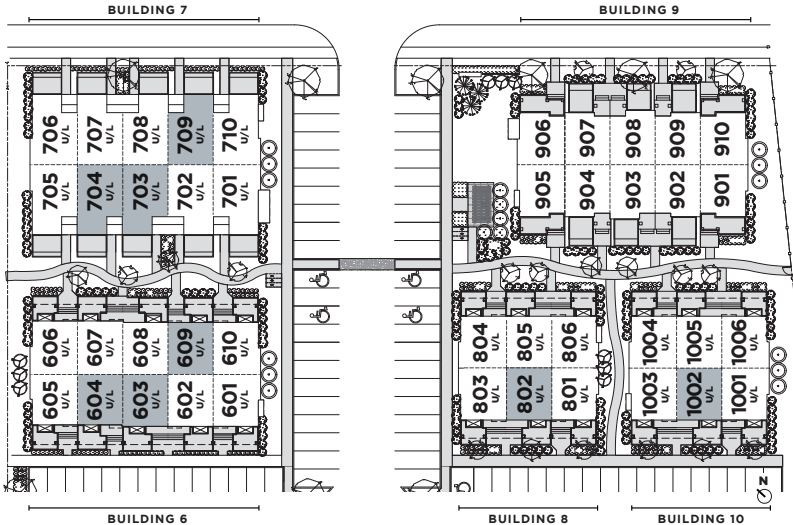 BUILDING 7
BUILDING 9
706 U/L
707 U/L
708 U/L
709 U/L
710 U/L
705 U/L
704 U/L
703 U/L
702 U/L
701 U/L
906 U/L
907 U/L
908 U/L
909 U/L
910 U/L
905 U/L
904 U/L
903 U/L
902 U/L
901 U/L
606 U/L
607 U/L
608 U/L
609 U/L
610 U/L
605 U/L
604 U/L
603 U/L
602 U/L
601 U/L
804 U/L
805 U/L
806 U/L
803 U/L
802 U/L
801 U/L
1004 U/L
1005 U/L
1006 U/L
1003 U/L
1002 U/L
1001 U/L
N
BUILDING 6
BUILDING 8
BUILDING 10